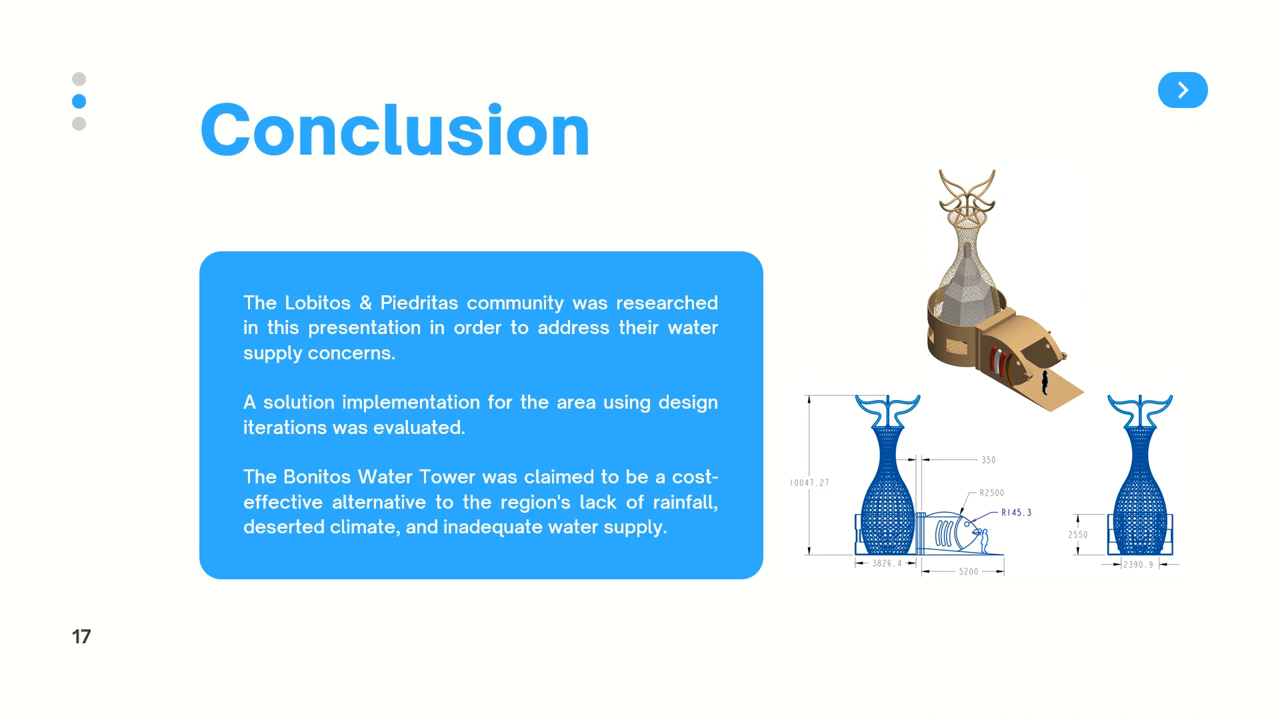 Conclusion
The Lobitos & Piedritas community was researched
in this presentation in order to address their water
supply concerns.
A solution implementation for the area using design
iterations was evaluated.
The Bonitos Water Tower was claimed to be a cost-
effective alternative to the region's lack of rainfall,
deserted climate, and inadequate water supply.
350
10047.27
R2500
R145.3
2550
3826.4
5200
2390.9
17